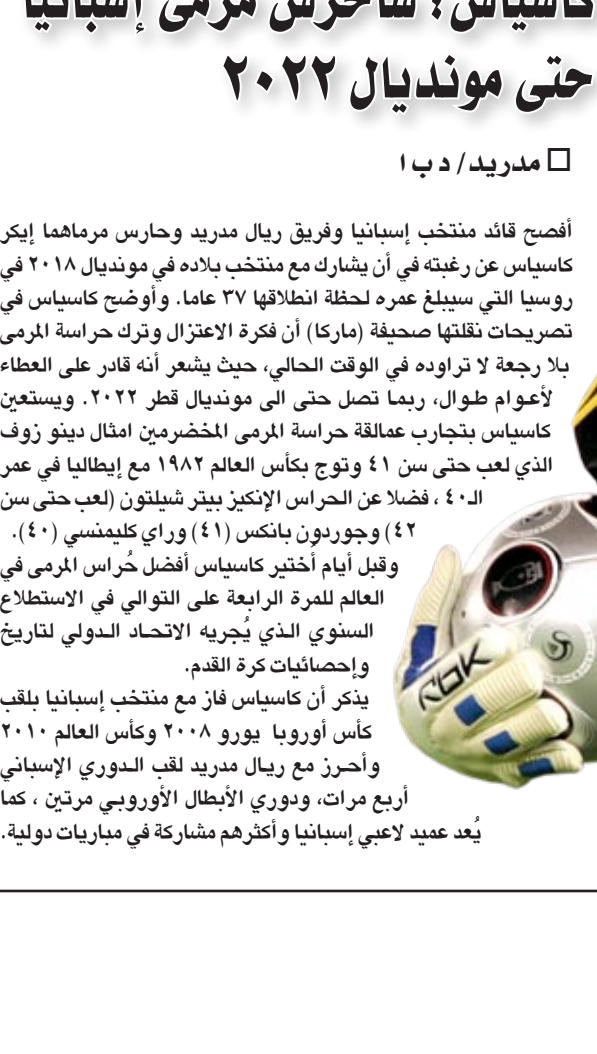 كاسياس: سأحرس مرمى إسبانيا
حتى مونديال ٢٠٢٢
□ مدريد/ د ب ا
أفصح قائد منتخب إسبانيا وفريق ريال مدريد وحارس مرماهما إيكر
كاسياس عن رغبته في أن يشارك مع منتخب بلاده في مونديال ٢٠١٨ في
روسيا التي سيبلغ عمره لحظة انطلاقها ٣٧ عاما. وأوضح كاسياس في
تصريحات نقلتها صحيفة (ماركا) أن فكرة الاعتزال وترك حراسة المرمى
بلا رجعة لا تراوده في الوقت الحالي، حيث يشعر أنه قادر على العطاء
لأعوام طوال، ربما تصل حتى الى مونديال قطر ٢٠٢٢. ويستعين
كاسياس بتجارب عمالقة حراسة المرمى المخضرمين امثال دينو زوف
الذي لعب حتى سن ٤١ وتوج بكأس العالم ١٩٨٢ مع إيطاليا في عمر
الـ٤٠ ، فضلا عن الحراس الإنكيز بيتر شيلتون (لعب حتى سن
٤٢) وجوردون بانكس (٤١) وراي كليمنسي (٤٠).
وقبل أيام أُختير كاسياس أفضل حُراس المرمى في
العالم للمرة الرابعة على التوالي في الاستطلاع
السنوي الذي يُجريه الاتحاد الدولي لتاريخ
وإحصائيات كرة القدم.
يذكر أن كاسياس فاز مع منتخب إسبانيا بلقب
كأس أوروبا يورو ٢٠٠٨ وكأس العالم ٢٠١٠
وأحرز مع ريال مدريد لقب الدوري الإسباني
أربع مرات، ودوري الأبطال الأوروبي مرتين ، كما
يُعد عميد لاعبي إسبانيا وأكثرهم مشاركة في مباريات دولية.
RbK